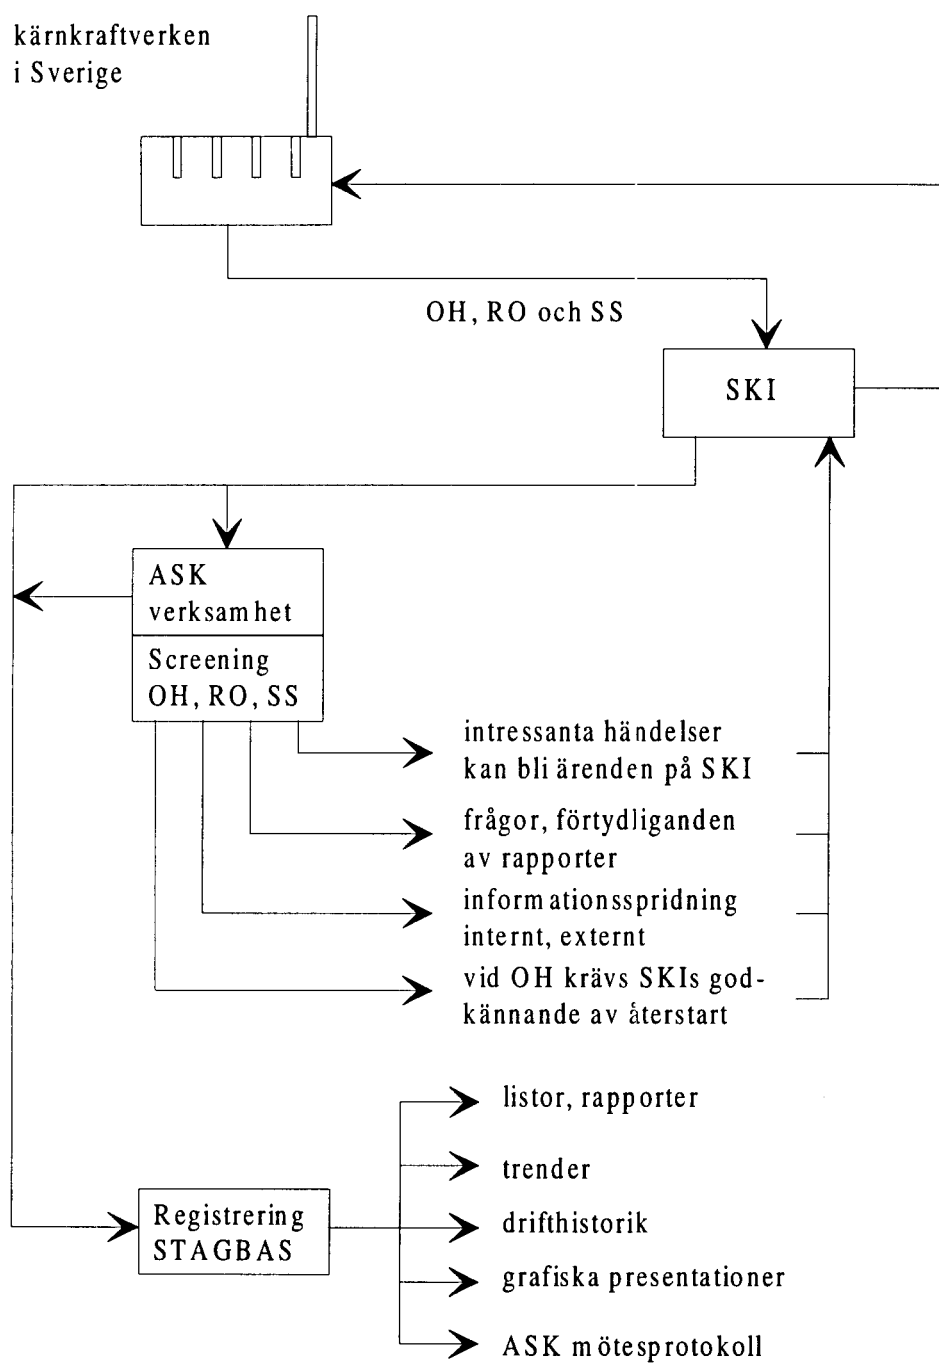 kärnkraftverken
i Sverige
OH, RO och SS
SKI
ASK
verksamhet
Screening
OH, RO, SS
intressanta händelser
kan bli ärenden på SKI
frågor, förtydliganden
av rapporter
informationsspridning
internt, externt
vid OH krävs SKIs god-
kännande av återstart
listor, rapporter
trender
Registrering
STAGBAS
drifthistorik
grafiska presentationer
ASK mötesprotokoll